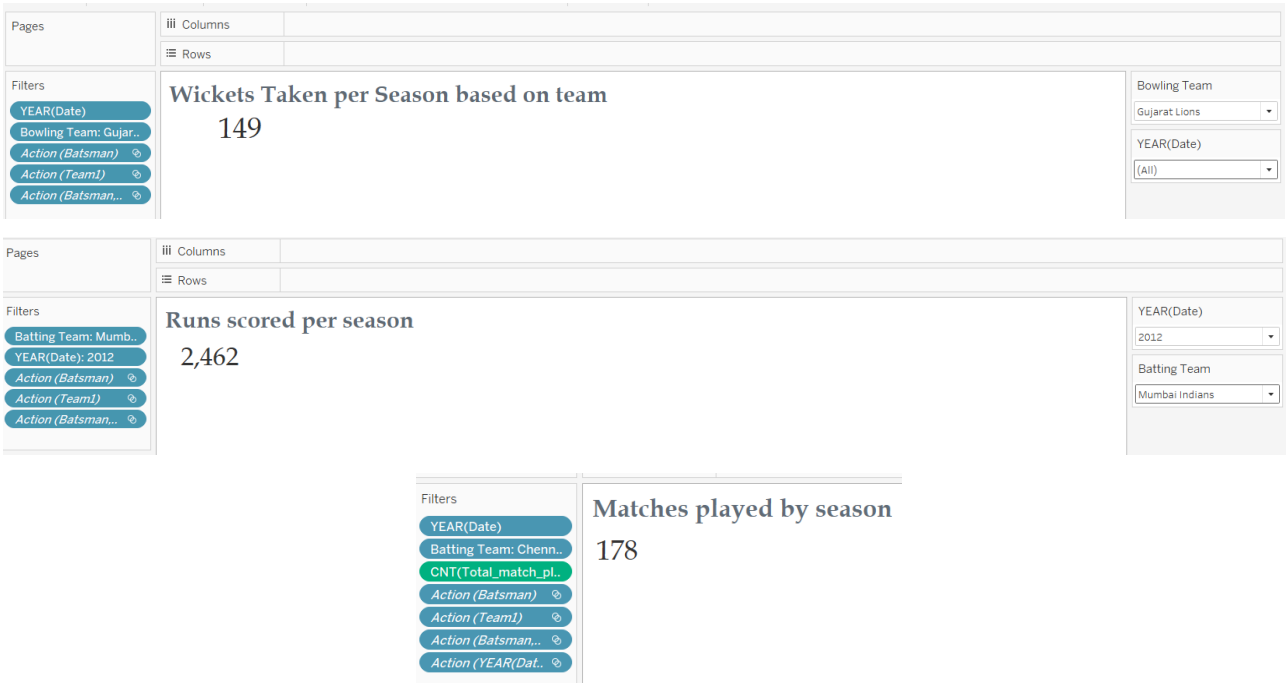 Pages
iii Columns
Rows
Filters
YEAR(Date)
Bowling Team: Gujar..
Action (Batsman)
Action (Team1)
Action (Batsman,..
Wickets Taken per Season based on team
149
Bowling Team
Gujarat Lions
YEAR(Date)
(All)
Pages
iii Columns
Rows
Filters
Batting Team: Mumb..
YEAR(Date): 2012
Action (Batsman)
Action (Team1)
Action (Batsman,..
Runs scored per season
2,462
YEAR(Date)
2012
Batting Team
Mumbai Indians
Filters
YEAR(Date)
Batting Team: Chenn..
CNT(Total_match_pl..
Action (Batsman)
Action (Team1)
Action (Batsman,..
Action (YEAR(Dat..
Matches played by season
178